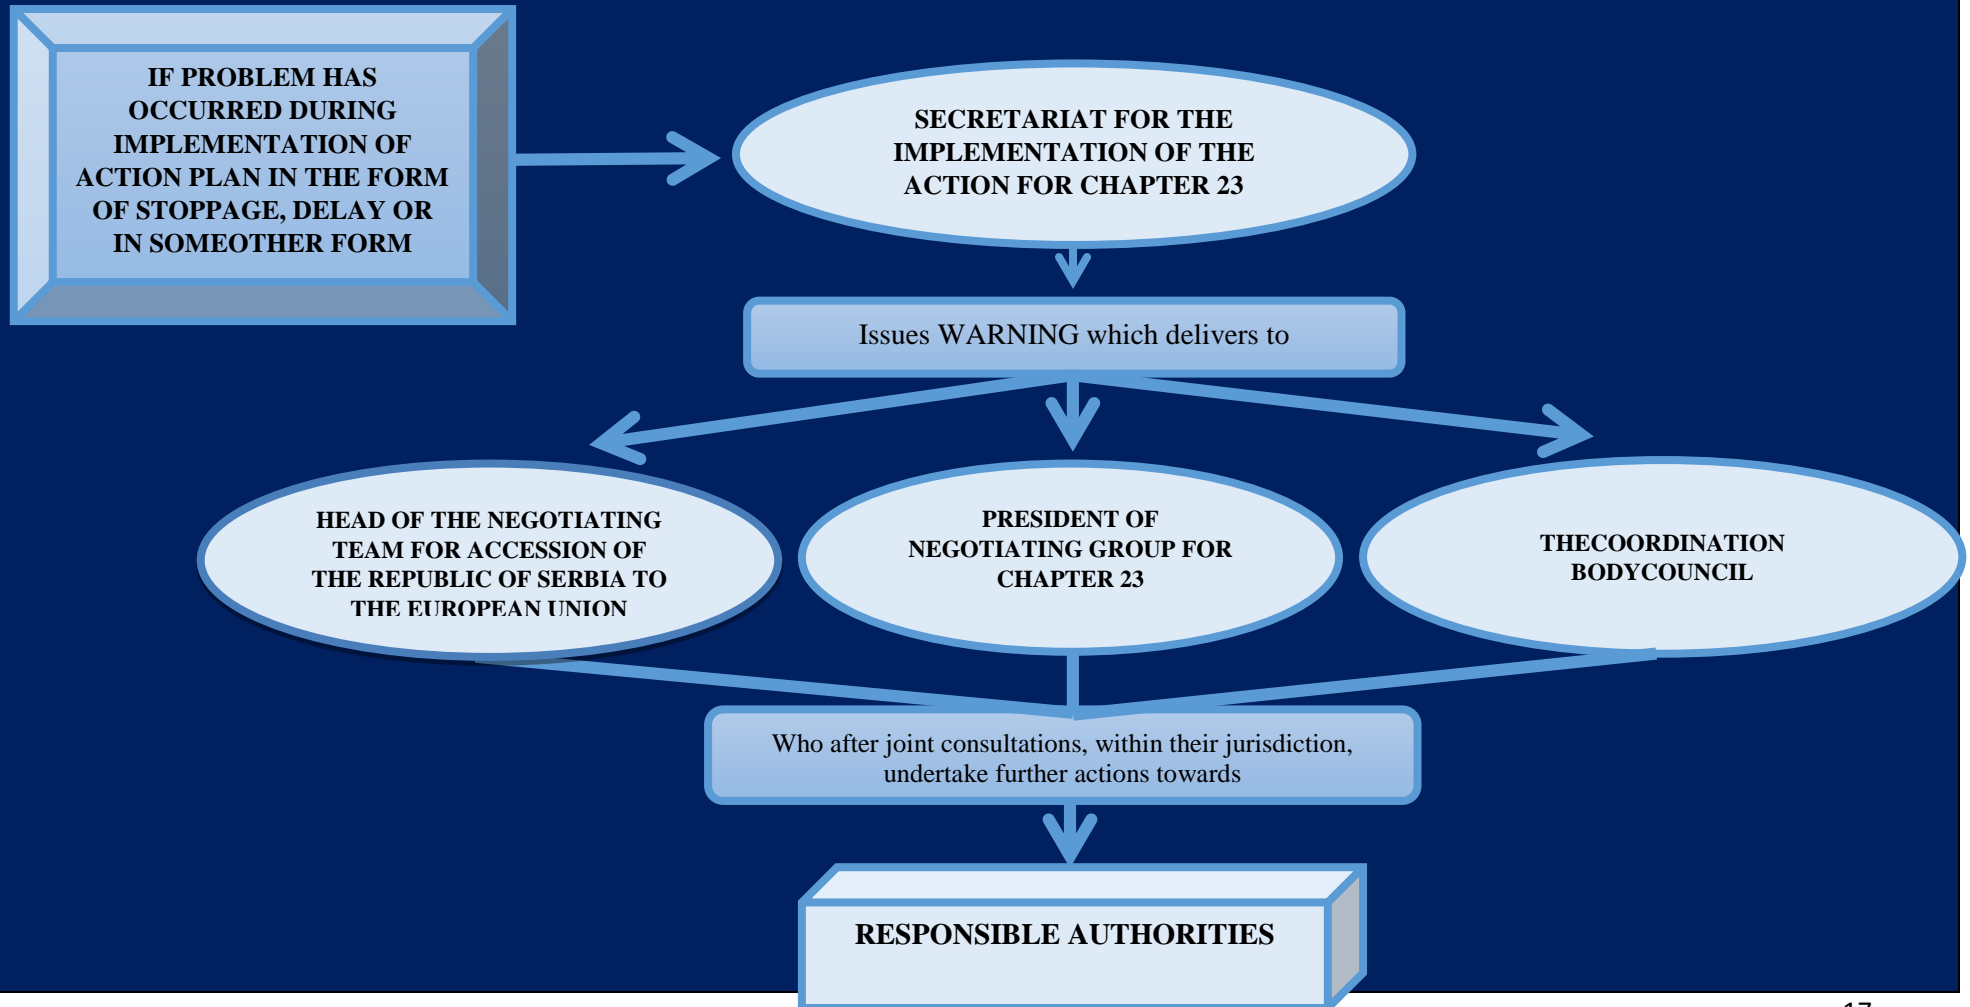 IF PROBLEM HAS
OCCURRED DURING
IMPLEMENTATION OF
ACTION PLAN IN THE FORM
OF STOPPAGE, DELAY OR
IN SOMEOTHER FORM
SECRETARIAT FOR THE
IMPLEMENTATION OF THE
ACTION FOR CHAPTER 23
Issues WARNING which delivers to
HEAD OF THE NEGOTIATING
TEAM FOR ACCESSION OF
THE REPUBLIC OF SERBIA TO
THE EUROPEAN UNION
PRESIDENT OF
NEGOTIATING GROUP FOR
CHAPTER 23
THECOORDINATION
BODYCOUNCIL
Who after joint consultations, within their jurisdiction,
undertake further actions towards
RESPONSIBLE AUTHORITIES
17